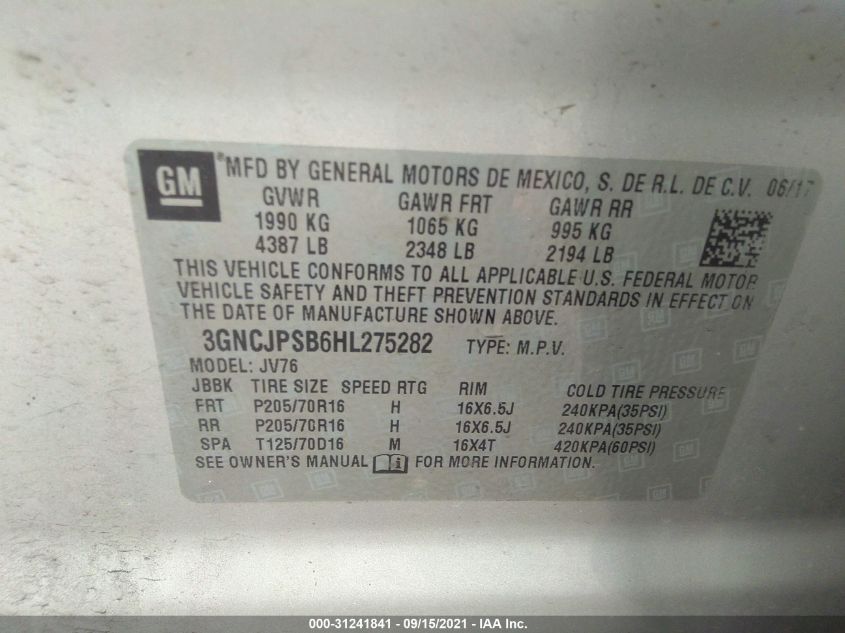 GM
MFD BY GENERAL MOTORS DE MEXICO, S. DE R.L. DE C.V. 06/17
GVWR GAWR FRT GAWR RR
1990 KG 1065 KG 995 KG
4387 LB 2348 LB 2194 LB
THIS VEHICLE CONFORMS TO ALL APPLICABLE U.S. FEDERAL MOTOR
VEHICLE SAFETY AND THEFT PREVENTION STANDARDS IN EFFECT ON
THE DATE OF MANUFACTURE SHOWN ABOVE.
3GNCJPSB6HL275282 TYPE: M.P.V.
MODEL: JV76
JBBK TIRE SIZE SPEED RTG RIM COLD TIRE PRESSURE
FRT P205/70R16 H 16X6.5J 240KPA(35PSI)
RR P205/70R16 H 16X6.5J 240KPA(35PSI)
SPA T125/70D16 M 16X4T 420KPA(60PSI)
SEE OWNER'S MANUAL FOR MORE INFORMATION.
000-31241841 - 09/15/2021 - IAA Inc.